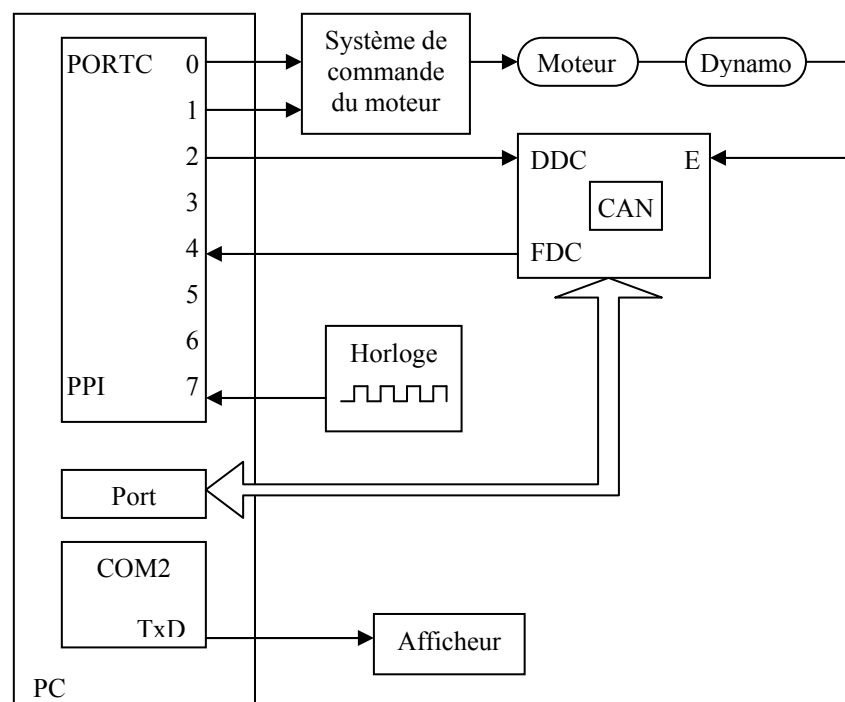 PORTC 0
1
2
3
4
5
6
PPI 7
Système de
commande
du moteur
Moteur
Dynamo
DDC E
CAN
FDC
Horloge
Port
COM2
TxD
Afficheur
PC